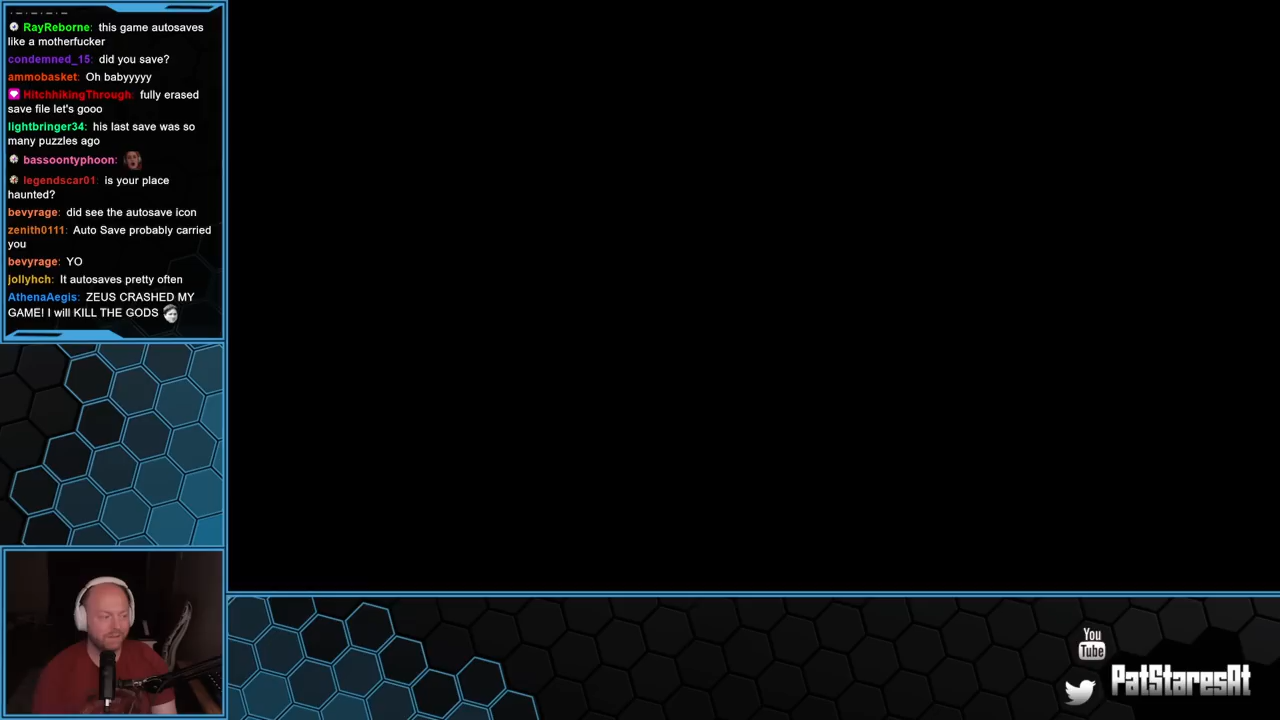 RayReborne: this game autosaves
like a motherfucker
condemned_15: did you save?
ammobasket: Oh babyyyyy
HitchhikingThrough: fully erased
save file let's gooo
lightbringer34: his last save was so
many puzzles ago
bassoontyphoon:
legendscar01: is your place
haunted?
bevyrage: did see the autosave icon
zenith0111: Auto Save probably carried
you
bevyrage: YO
jollyhch: It autosaves pretty often
AthenaAegis: ZEUS CRASHED MY
GAME! I will KILL THE GODS
You
Tube
PatStaresAt